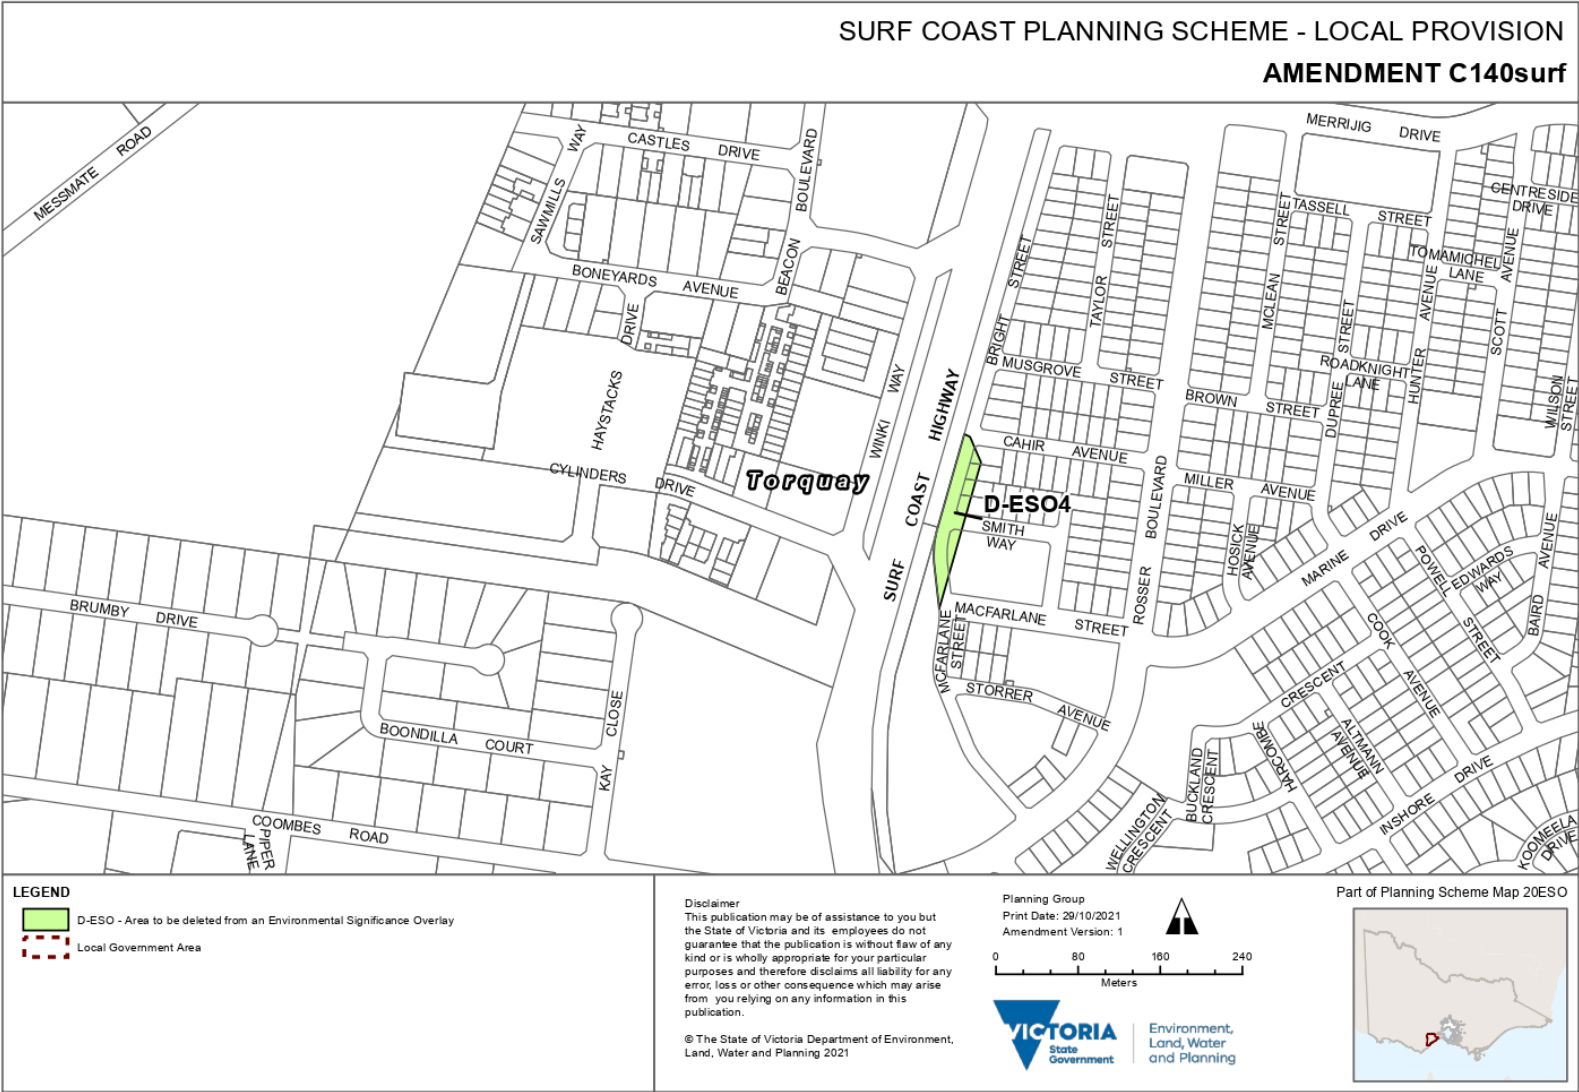 SURF COAST PLANNING SCHEME - LOCAL PROVISION
AMENDMENT C140surf
MESSMATE ROAD
SAWMILLS WAY
CASTLES DRIVE
BEACON BOULEVARD
BONEYARDS AVENUE
HAYSTACKS DRIVE
CYLINDERS DRIVE
WINKI WAY
Torquay
SURF COAST HIGHWAY
BRIGHT STREET
TAYLOR STREET
MUSGROVE STREET
CAHIR AVENUE
D-ESO4
SMITH
WAY
MACFARLANE STREET
MCFARLANE
STREET
STORRER AVENUE
ROSSER BOULEVARD
MERRIJIG DRIVE
CENTRESIDE
DRIVE
TASSELL STREET
TOMAMICHEL
LANE
MCLEAN STREET
DUPREE STREET
HUNTER AVENUE
SCOTT AVENUE
ROADKNIGHT
LANE
WILSON
STREET
BROWN STREET
MILLER AVENUE
HOSICK
AVENUE
MARINE DRIVE
POWELL STREET
EDWARDS
WAY
BAIRD AVENUE
COOK AVENUE
CRESCENT
HARCOMBE
ALTMANN
AVENUE
BUCKLAND
CRESCENT
INSHORE DRIVE
WELLINGTON
CRESCENT
KOOMEELA
DRIVE
BRUMBY DRIVE
BOONDILLA COURT
KAY CLOSE
COOMBES ROAD
PIPER
LANE
LEGEND
D-ESO - Area to be deleted from an Environmental Significance Overlay
Local Government Area
Disclaimer
This publication may be of assistance to you but
the State of Victoria and its employees do not
guarantee that the publication is without flaw of any
kind or is wholly appropriate for your particular
purposes and therefore disclaims all liability for any
error, loss or other consequence which may arise
from you relying on any information in this
publication.
© The State of Victoria Department of Environment,
Land, Water and Planning 2021
Planning Group
Print Date: 29/10/2021
Amendment Version: 1
0 80 160 240
Meters
VICTORIA
State
Government
Environment,
Land, Water
and Planning
Part of Planning Scheme Map 20ESO